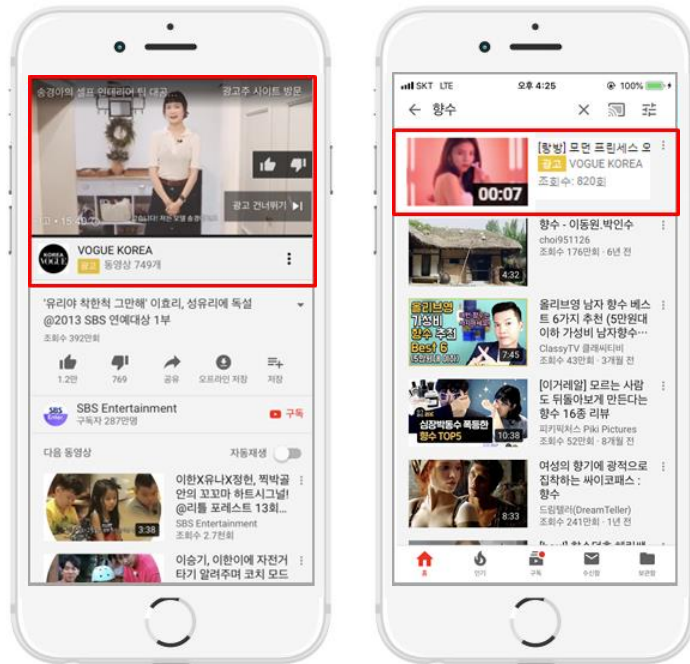 송경아의 셀프 인테리어 팁 대공...
광고주 사이트 방문
광고 건너뛰기
KOREA
VOGUE
VOGUE KOREA
광고 동영상 749개
'유리아 착한척 그만해' 이효리, 성유리에 독설
@2013 SBS 연예대상 1부
조회수 392만회
1.2만
769
공유
오프라인 저장
저장
SBS
SBS Entertainment
구독자 287만명
구독
다음 동영상
자동재생
3:38
이한X유나X정헌, 찍박골
안의 꼬꼬마 하트시그널!
@리틀 포레스트 13회...
SBS Entertainment
조회수 2.7천회
이승기, 이한이에 자전거
타기 알려주며 코치 모드
SKT LTE
오후 4:25
100%
향수
00:07
[랑방] 모던 프린세스 오
광고 VOGUE KOREA
조회수: 820회
4:32
향수 - 이동원.박인수
choi951126
조회수 176만회 · 6년 전
올리브영
가성비
향수 추천
Best 6
(5만원 이하)
7:45
올리브영 남자 향수 베스
트 6가지 추천 (5만원대
이하 가성비 남자향수…
ClassyTV 클래씨티비
조회수 43만회 · 3개월 전
심장박동수 폭등한
향수 TOP5
10:38
[이거레알] 모르는 사람
도 뒤돌아보게 만든다는
향수 16종 리뷰
피키픽처스 Piki Pictures
조회수 52만회 · 8개월 전
8:33
여성의 향기에 광적으로
집착하는 싸이코패스 :
향수
드림텔러(DreamTeller)
조회수 241만회 · 1년 전
홈
인기
구독
수신함
보관함